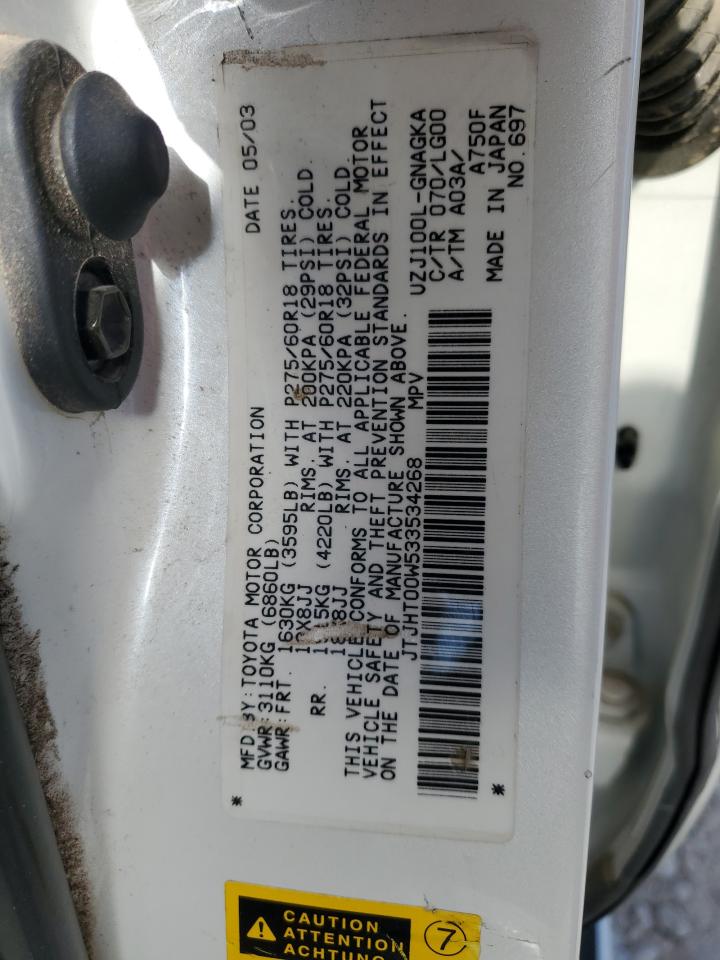 MFD.BY:TOYOTA MOTOR CORPORATION DATE 05/03
GVWR:3110KG (6860LB)
GAWR:FRT. 1630KG (3595LB) WITH P275/60R18 TIRES.
18X8JJ RIMS. AT 200KPA (29PSI) COLD.
RR. (4220LB) WITH P275/60R18 TIRES.
RIMS. AT 220KPA (32PSI) COLD.
THIS VEHICLE CONFORMS TO ALL APPLICABLE FEDERAL MOTOR
VEHICLE SAFETY AND THEFT PREVENTION STANDARDS IN EFFECT
ON THE DATE OF MANUFACTURE SHOWN ABOVE.
JTJHT00W533534268 MPV
UZJ100L-GNAGKA
C/TR 070/LG00
A/TM A03A/ A750F
MADE IN JAPAN
NO.697
* *
CAUTION
ATTENTION
ACHTUNG
7